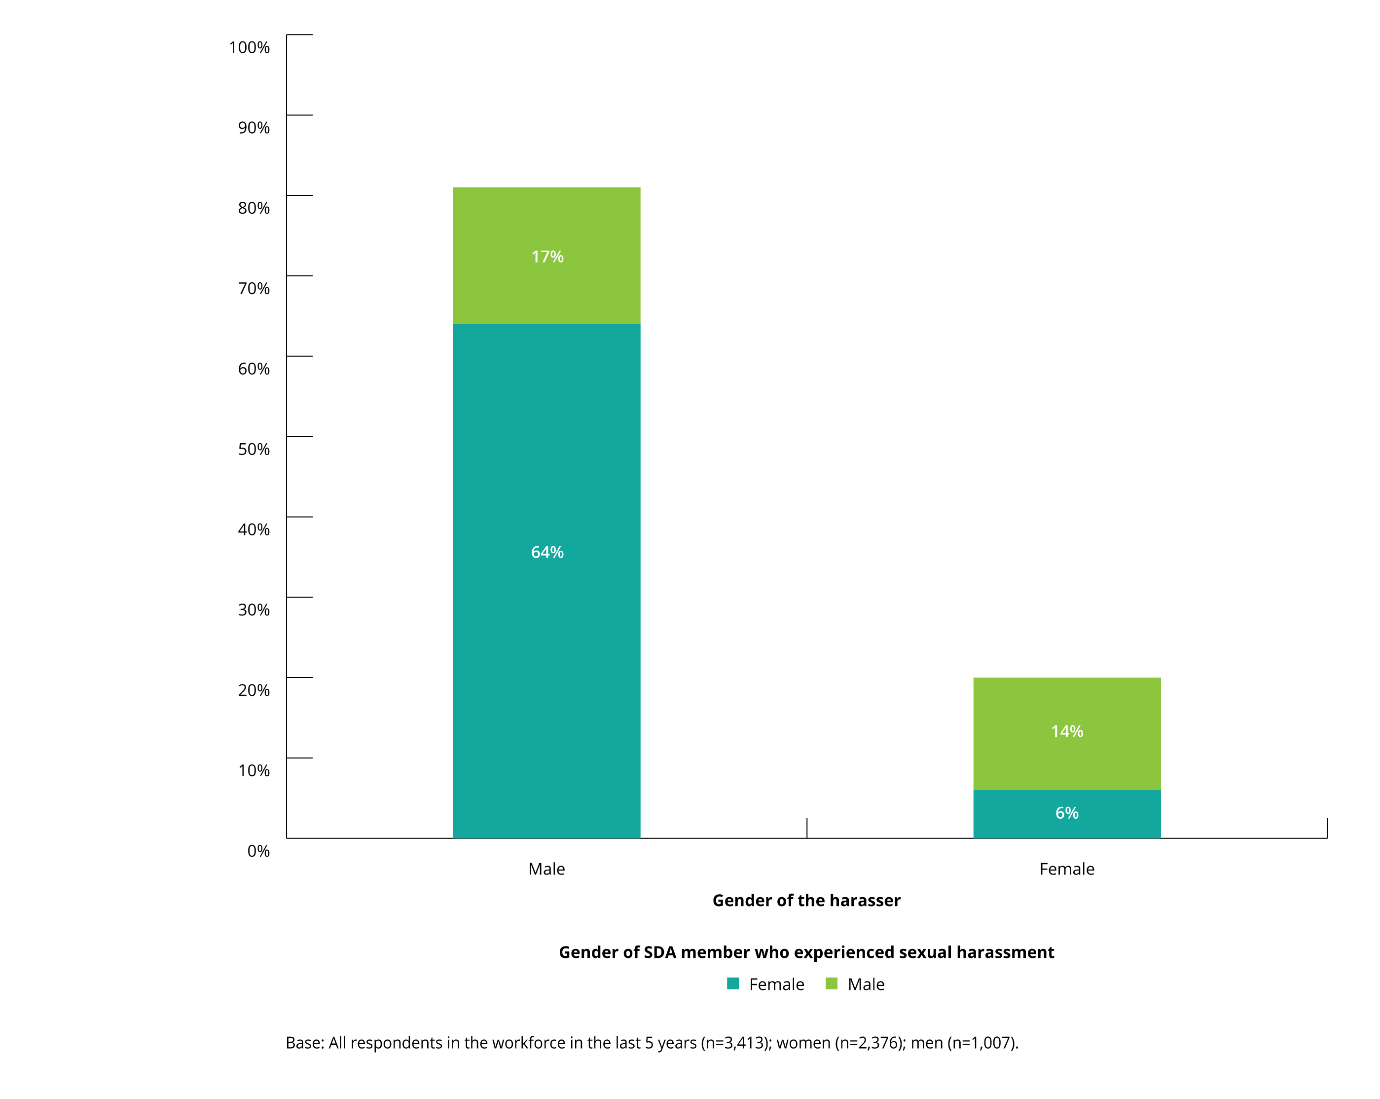 100%
90%
80%
70%
60%
50%
40%
30%
20%
10%
0%
17%
64%
14%
6%
Male
Female
Gender of the harasser
Gender of SDA member who experienced sexual harassment
Female
Male
Base: All respondents in the workforce in the last 5 years (n=3,413); women (n=2,376); men (n=1,007).